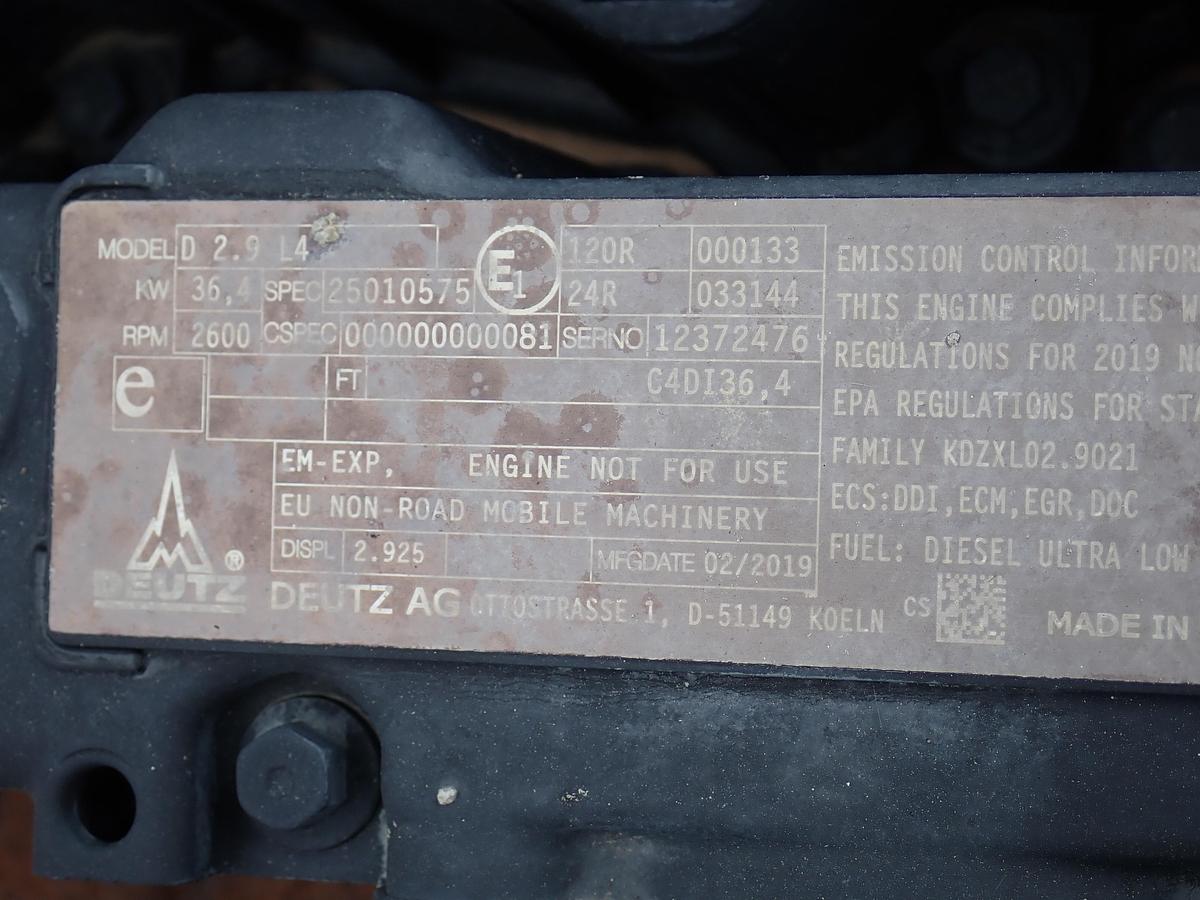 MODEL D 2.9 L4 E1 120R 000133
KW 36,4 SPEC 25010575 24R 033144
RPM 2600 CSPEC 000000000081 SERNO 12372476
e FT C4DI36,4
EM-EXP, ENGINE NOT FOR USE
EU NON-ROAD MOBILE MACHINERY
DISPL 2.925 MFGDATE 02/2019
DEUTZ ®
DEUTZ AG OTTOSTRASSE 1, D-51149 KOELN CS
EMISSION CONTROL INFOR
THIS ENGINE COMPLIES W
REGULATIONS FOR 2019 N
EPA REGULATIONS FOR STA
FAMILY KDZXL02.9021
ECS:DDI,ECM,EGR,DOC
FUEL: DIESEL ULTRA LOW
MADE IN